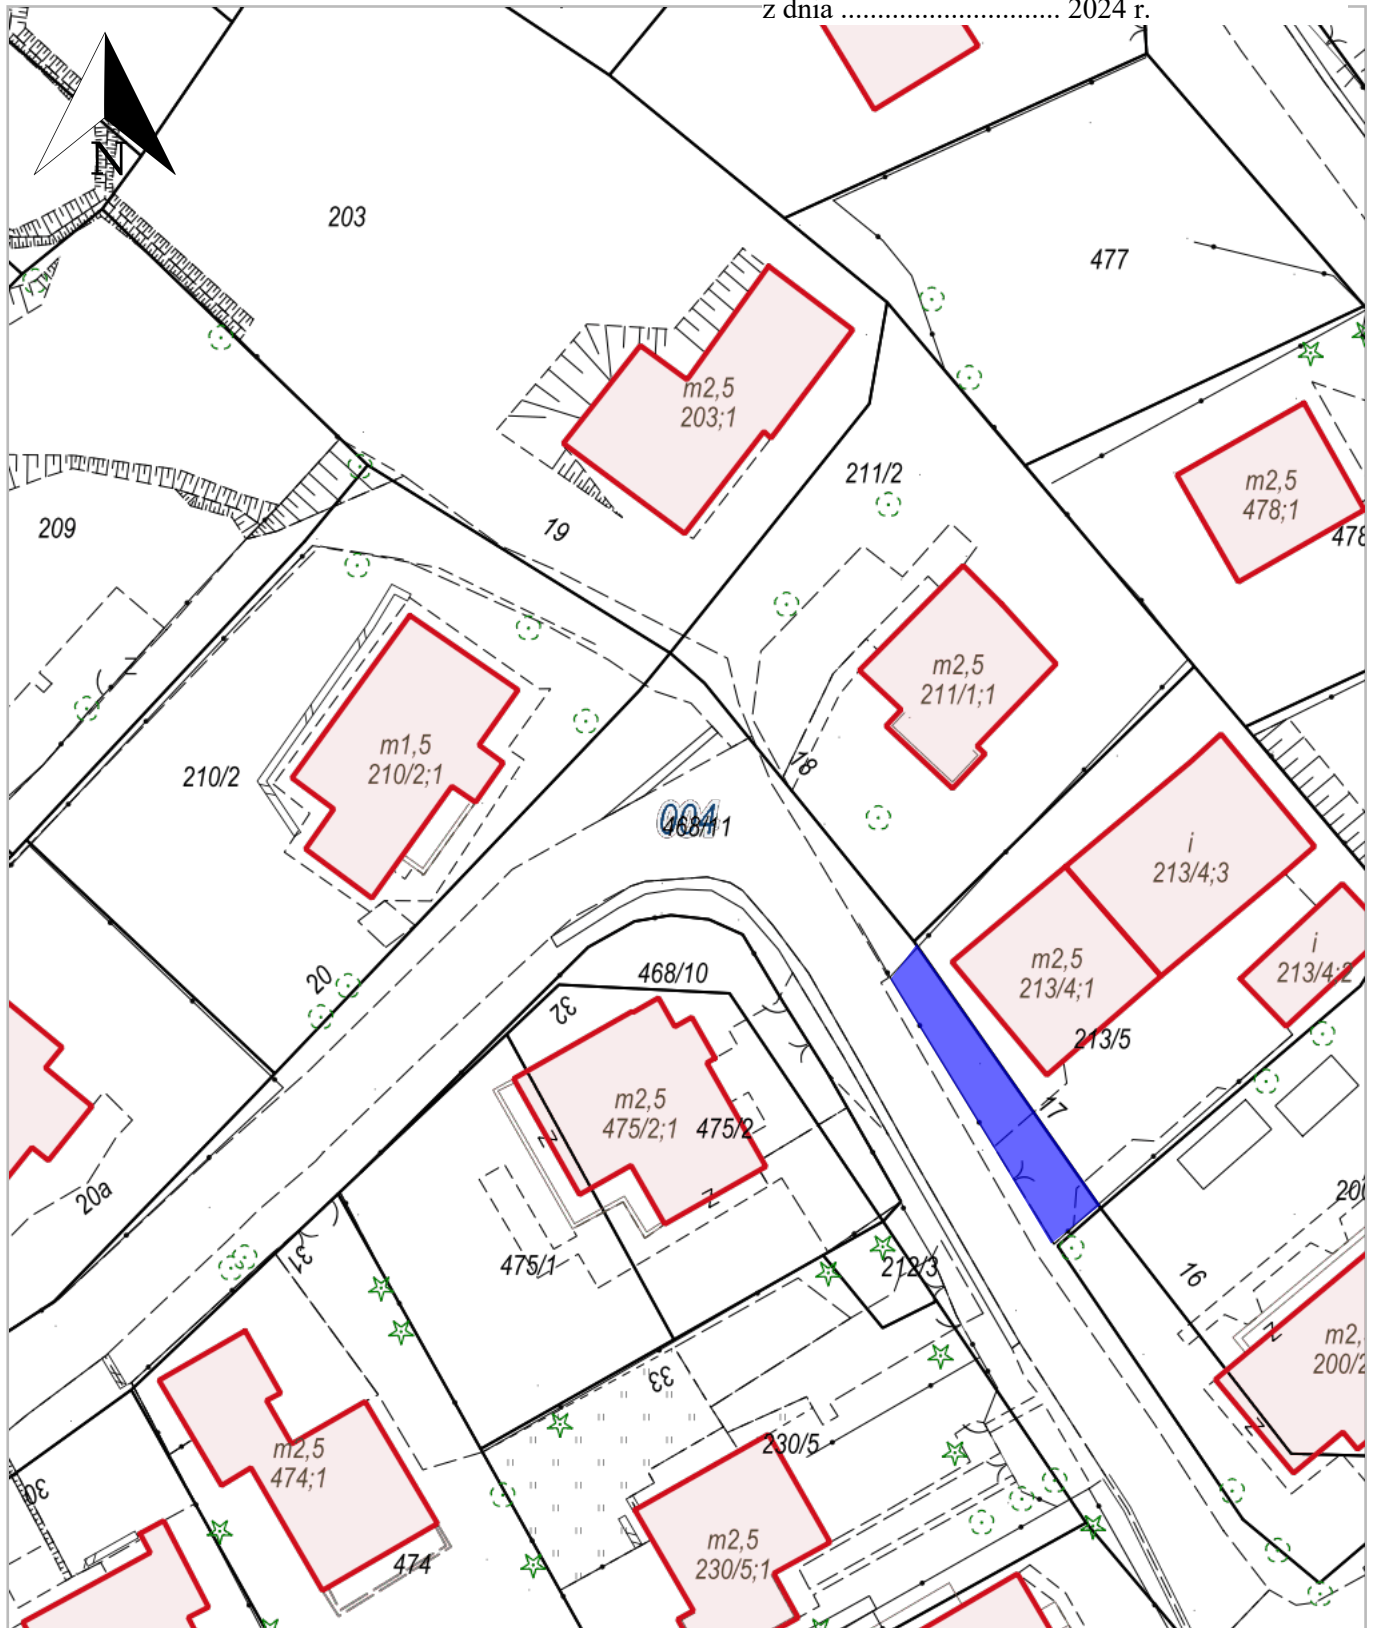 z dnia ............................... 2024 r.
N
203
477
m2,5
203;1
211/2
m2,5
478;1
478
209
19
m2,5
211/1;1
m1,5
210/2;1
210/2
18
004
468/11
i
213/4;3
m2,5
213/4;1
i
213/4;2
468/10
20
32
213/5
m2,5
475/2;1
475/2
17
20a
200
475/1
212/3
31
16
m2,
200/2
33
230/5
m2,5
474;1
30
474
m2,5
230/5;1